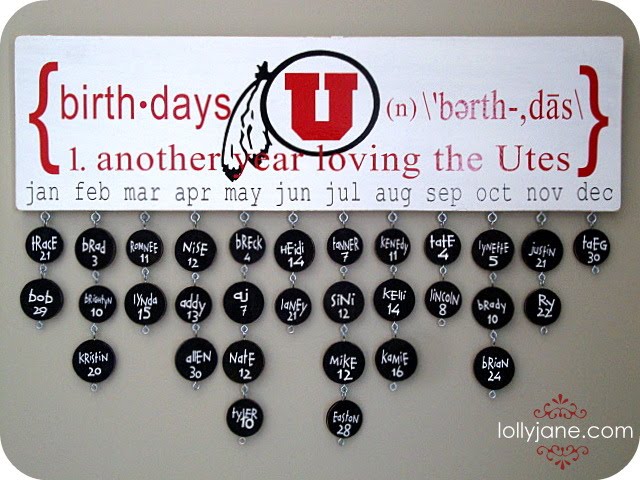 birth·days U (n) \'bərth-,dās\
1. another year loving the Utes
jan feb mar apr may jun jul aug sep oct nov dec
tRacE 21
bRad 3
RoNNEE 11
NiSE 12
bREck 4
HEidi 14
taNNER 7
KENEdy 11
tatE 4
lyNEttE 5
justiN 21
taEG 30
bob 29
bRiGHtyN 10
lyNda 15
addy 13
aj 7
laNEy 21
SiNi 12
KElli 14
liNcolN 8
bRady 10
Ry 22
KRistiN 20
allEN 30
NatE 12
MikE 12
KaMiE 16
bRiaN 24
tylER 10
EastoN 28
lollyjane.com